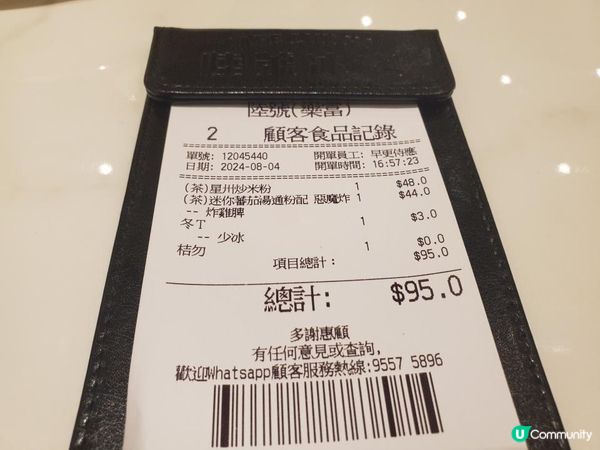 陸號(樂富)
2 顧客食品記錄
單號: 12045440 開單員工: 早更侍應
日期: 2024-08-04 開單時間: 16:57:23
(茶)星州炒米粉 1 $48.0
(茶)迷你蕃茄湯通粉配 惡魔炸 1 $44.0
-- 炸雞髀
冬T 1 $3.0
-- 少冰
桔勿 1 $0.0
項目總計: $95.0
總計: $95.0
多謝惠顧
有任何意見或查詢,
歡迎Whatsapp顧客服務熱線:9557 5896
U Community